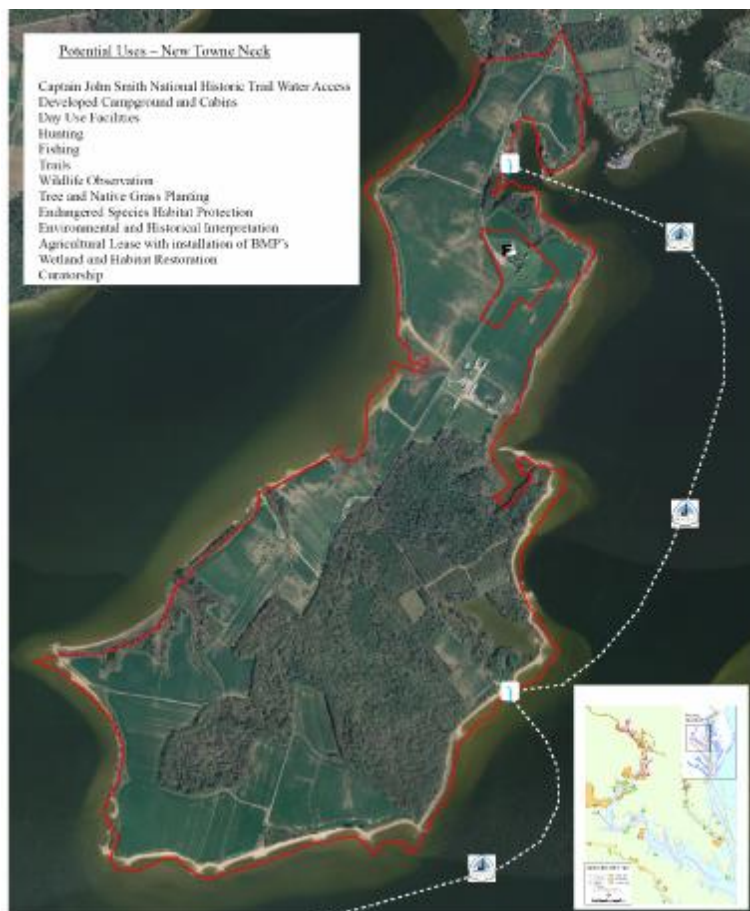 Potential Uses – New Towne Neck
Captain John Smith National Historic Trail Water Access
Developed Campground and Cabins
Day Use Facilities
Hunting
Fishing
Trails
Wildlife Observation
Tree and Native Grass Planting
Endangered Species Habitat Protection
Environmental and Historical Interpretation
Agricultural Lease with installation of BMP's
Wetland and Habitat Restoration
Curatorship